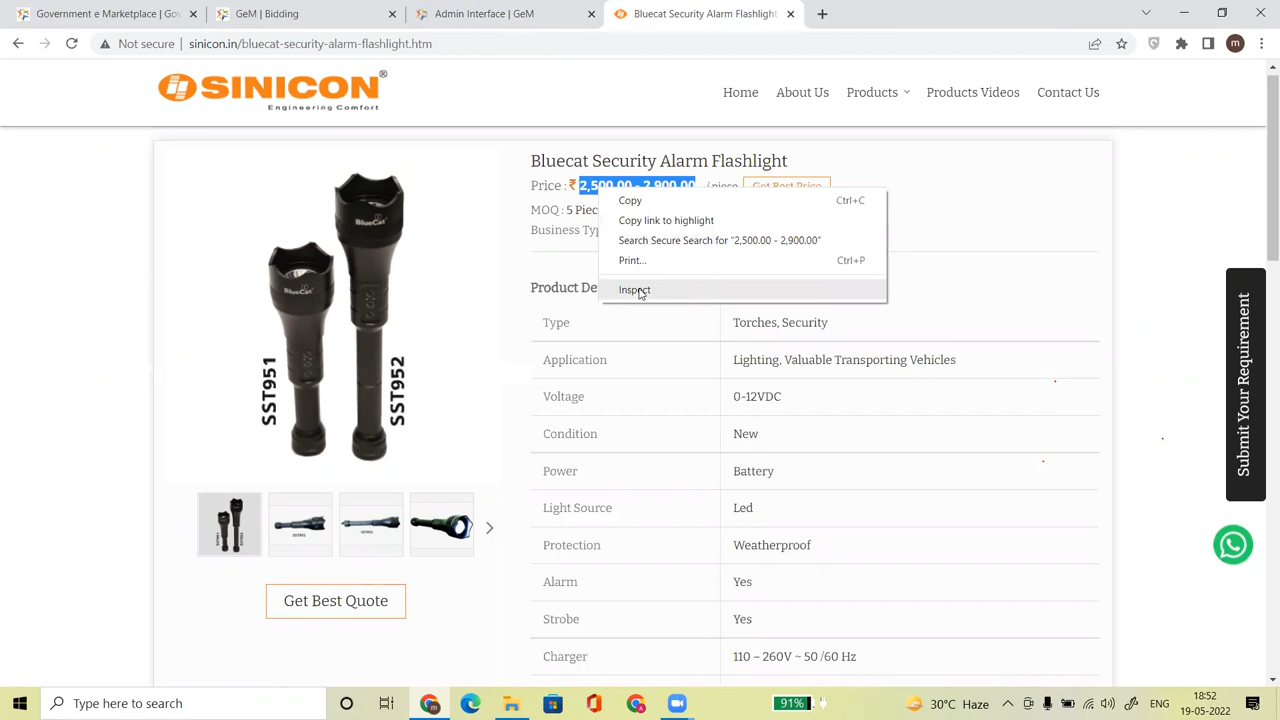 Government e Marketplace | Gov
GeM Bidding
Admin Interface | GeM
Bluecat Security Alarm Flashlight
Not secure | sinicon.in/bluecat-security-alarm-flashlight.htm
m
SINICON®
Engineering Comfort
Home About Us Products Products Videos Contact Us
Bluecat Security Alarm Flashlight
Price : ₹ 2,500.00 - 2,900.00 / piece Get Best Price
Copy Ctrl+C
MOQ : 5 Piec
Copy link to highlight
Business Typ
Search Secure Search for "2,500.00 - 2,900.00"
Print... Ctrl+P
Product De
Inspect
Type Torches, Security
Application Lighting, Valuable Transporting Vehicles
Voltage 0-12VDC
Condition New
Power Battery
Light Source Led
Protection Weatherproof
Alarm Yes
Strobe Yes
Charger 110 – 260V ~ 50 /60 Hz
BlueCat
BlueCat
SST951
SST952
Get Best Quote
Submit Your Requirement
Type here to search
91%
30°C Haze
ENG
18:52
19-05-2022